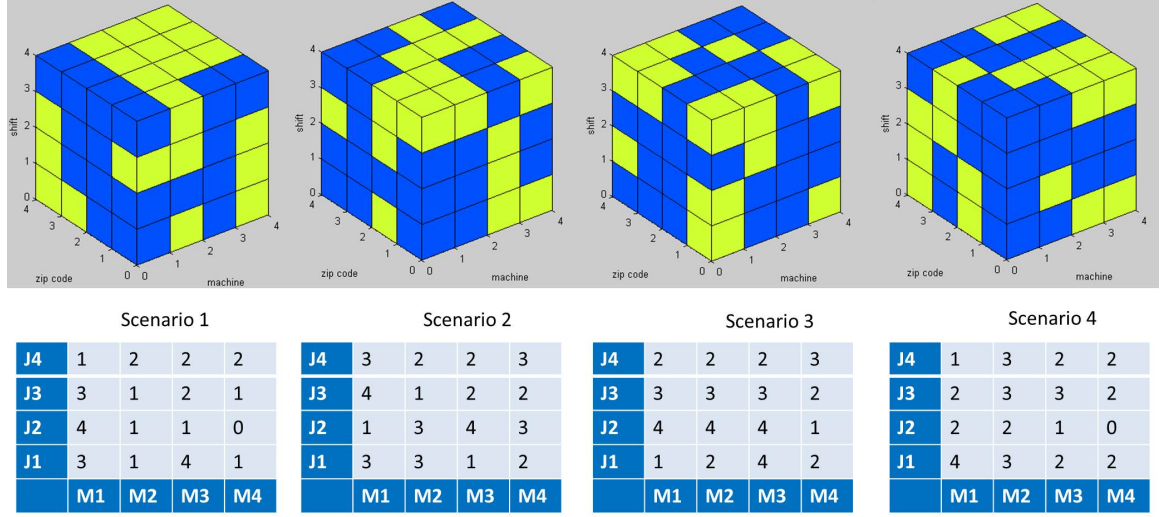 4 3 2 1 0 shift 4 3 2 1 0 zip code 0 1 2 3 4 machine
4 3 2 1 0 shift 4 3 2 1 0 zip code 0 1 2 3 4 machine
4 3 2 1 0 shift 4 3 2 1 0 zip code 0 1 2 3 4 machine
4 3 2 1 0 shift 4 3 2 1 0 zip code 0 1 2 3 4 machine
Scenario 1
J4 1 2 2 2
J3 3 1 2 1
J2 4 1 1 0
J1 3 1 4 1
M1 M2 M3 M4
Scenario 2
J4 3 2 2 3
J3 4 1 2 2
J2 1 3 4 3
J1 3 3 1 2
M1 M2 M3 M4
Scenario 3
J4 2 2 2 3
J3 3 3 3 2
J2 4 4 4 1
J1 1 2 4 2
M1 M2 M3 M4
Scenario 4
J4 1 3 2 2
J3 2 3 3 2
J2 2 2 1 0
J1 4 3 2 2
M1 M2 M3 M4